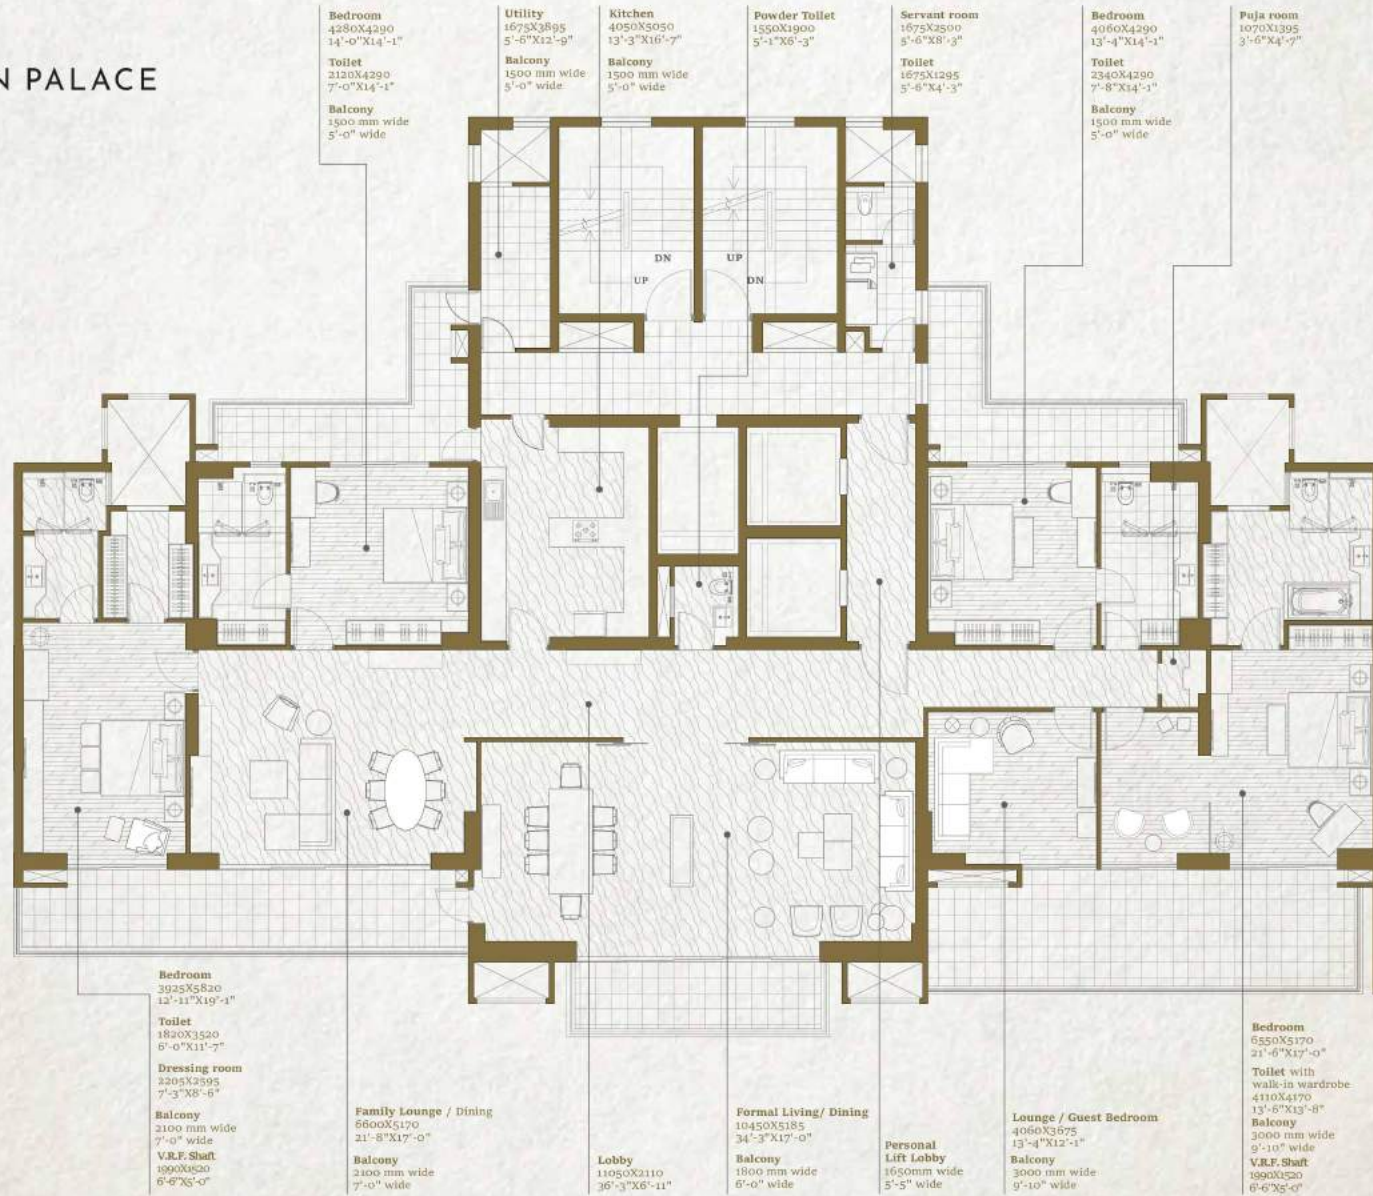 N PALACE
Bedroom
4280X4290
14'-0"X14'-1"
Toilet
2120X4290
7'-0"X14'-1"
Balcony
1500 mm wide
5'-0" wide
Utility
1675X3895
5'-6"X12'-9"
Balcony
1500 mm wide
5'-0" wide
Kitchen
4050X5050
13'-3"X16'-7"
Balcony
1500 mm wide
5'-0" wide
Powder Toilet
1550X1900
5'-1"X6'-3"
Servant room
1675X2500
5'-6"X8'-3"
Toilet
1675X1295
5'-6"X4'-3"
Bedroom
4060X4290
13'-4"X14'-1"
Toilet
2340X4290
7'-8"X14'-1"
Balcony
1500 mm wide
5'-0" wide
Puja room
1070X1395
3'-6"X4'-7"
DN
UP
UP
DN
Bedroom
3925X5820
12'-11"X19'-1"
Toilet
1820X3520
6'-0"X11'-7"
Dressing room
2205X2595
7'-3"X8'-6"
Balcony
2100 mm wide
7'-0" wide
V.R.F. Shaft
1990X1520
6'-6"X5'-0"
Family Lounge / Dining
6600X5170
21'-8"X17'-0"
Balcony
2100 mm wide
7'-0" wide
Lobby
11050X2110
36'-3"X6'-11"
Formal Living/ Dining
10450X5185
34'-3"X17'-0"
Balcony
1800 mm wide
6'-0" wide
Personal
Lift Lobby
1650mm wide
5'-5" wide
Lounge / Guest Bedroom
4060X3675
13'-4"X12'-1"
Balcony
3000 mm wide
9'-10" wide
Bedroom
6550X5170
21'-6"X17'-0"
Toilet with
walk-in wardrobe
4110X4170
13'-6"X13'-8"
Balcony
3000 mm wide
9'-10" wide
V.R.F. Shaft
1990X1520
6'-6"X5'-0"